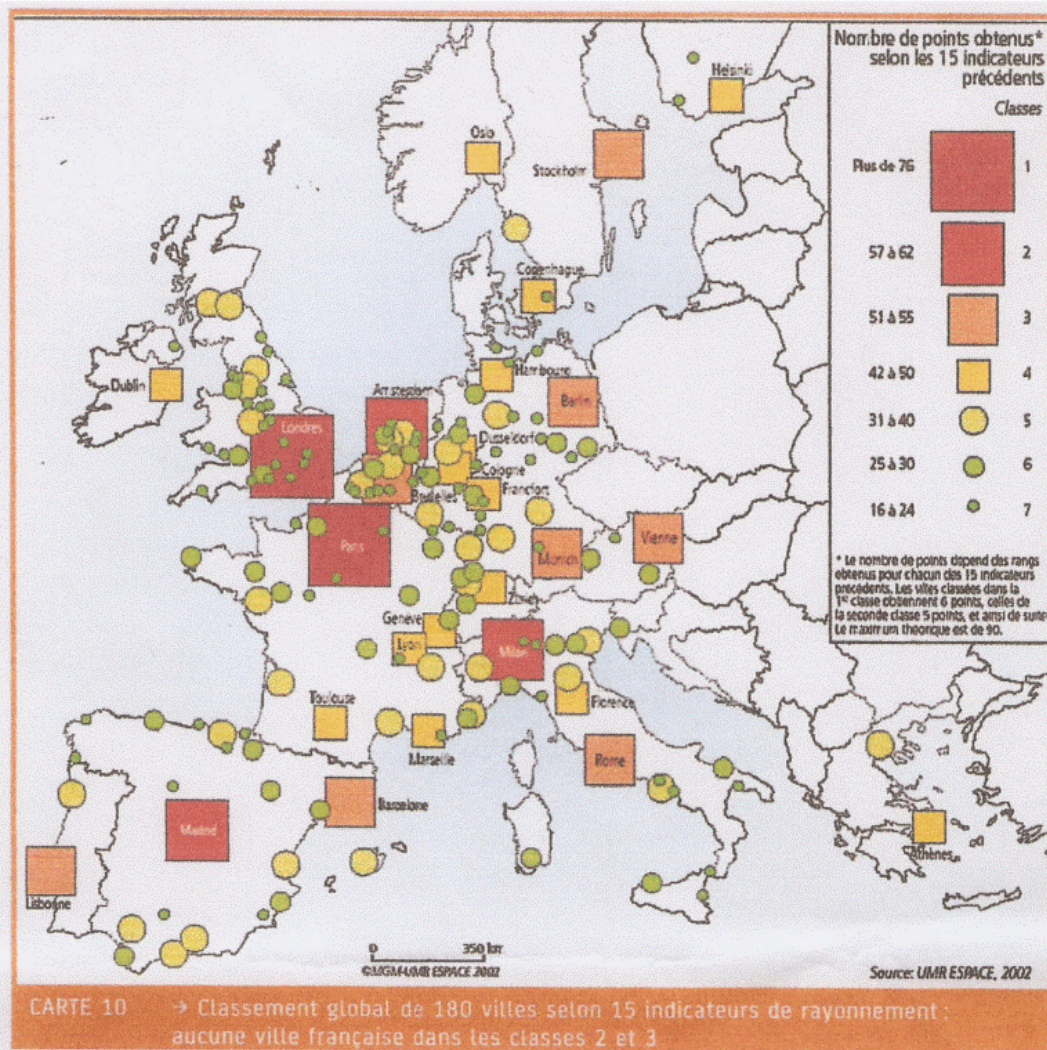 Nombre de points obtenus*
selon les 15 indicateurs
précédents
Classes
Plus de 76
1
57 à 62
2
51 à 55
3
42 à 50
4
31 à 40
5
25 à 30
6
16 à 24
7
* Le nombre de points dépend des rangs
obtenus pour chacun des 15 indicateurs
précédents. Les villes classées dans la
1re classe obtiennent 6 points, celles de
la seconde classe 5 points, et ainsi de suite.
Le maximum théorique est de 90.
Helsinki
Oslo
Stockholm
Copenhague
Dublin
Hambourg
Amsterdam
Berlin
Londres
Dusseldorf
Cologne
Bruxelles
Francfort
Paris
Munich
Vienne
Zurich
Genève
Lyon
Milan
Toulouse
Florence
Marseille
Rome
Barcelone
Madrid
Athènes
Lisbonne
0 350 km
©MGM-UMR ESPACE 2002
Source: UMR ESPACE, 2002
CARTE 10 → Classement global de 180 villes selon 15 indicateurs de rayonnement :
aucune ville française dans les classes 2 et 3